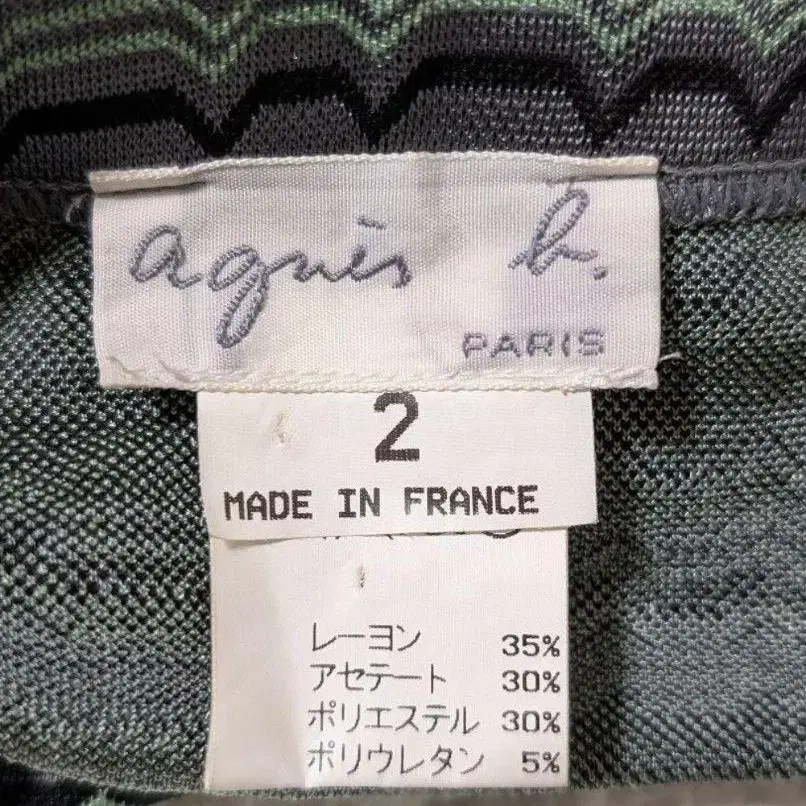 agnès b.
PARIS
2
MADE IN FRANCE
レーヨン 35%
アセテート 30%
ポリエステル 30%
ポリウレタン 5%